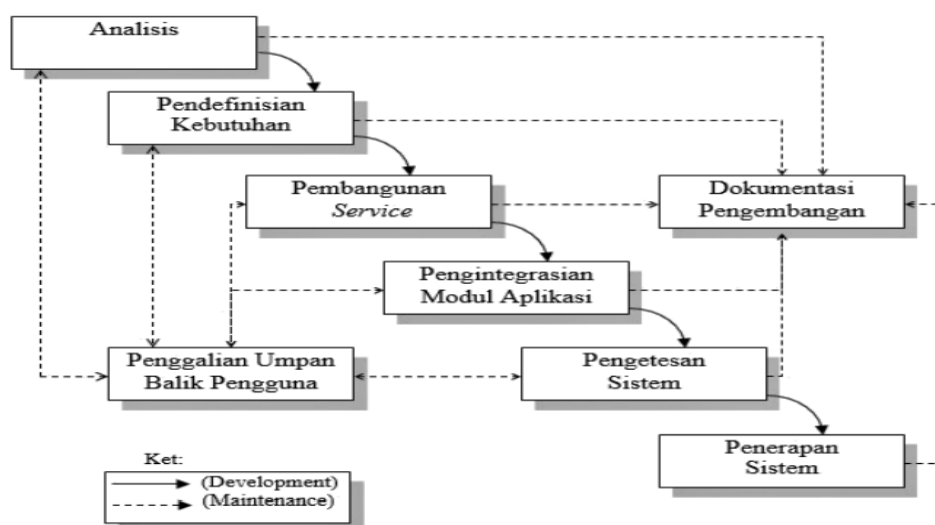 Analisis
Pendefinisian
Kebutuhan
Pembangunan
Service
Dokumentasi
Pengembangan
Pengintegrasian
Modul Aplikasi
Penggalian Umpan
Balik Pengguna
Pengetesan
Sistem
Penerapan
Sistem
Ket:
(Development)
(Maintenance)